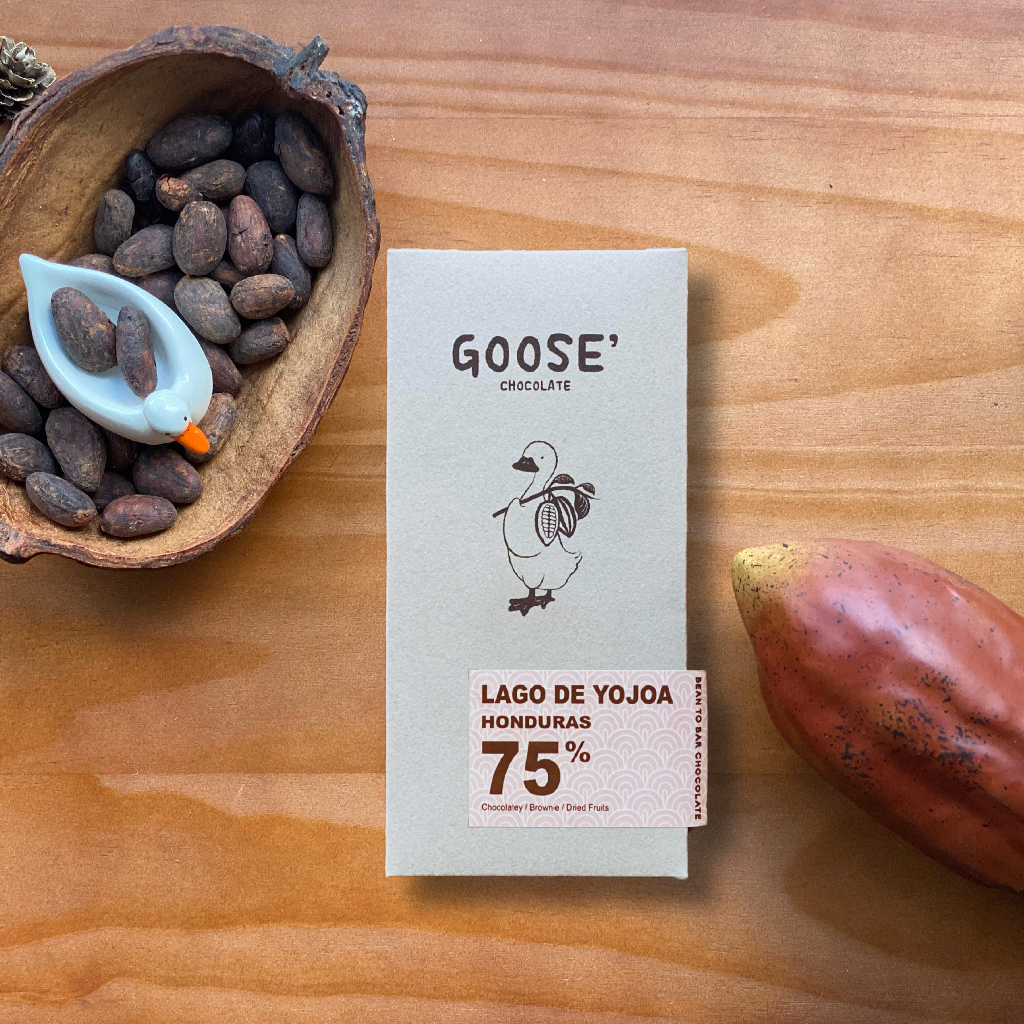 GOOSE’
CHOCOLATE
LAGO DE YOJOA
HONDURAS
75%
Chocolatey / Brownie / Dried Fruits
BEAN TO BAR CHOCOLATE